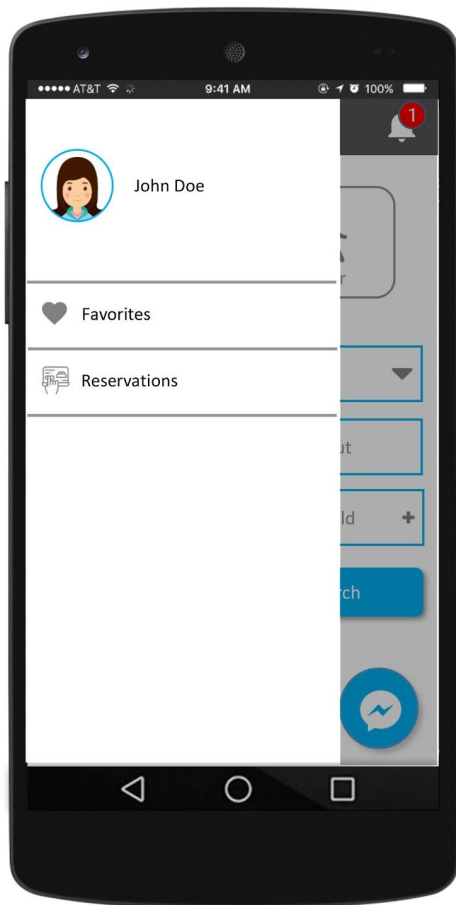 AT&T 9:41 AM 100%
1
John Doe
r
Favorites
Reservations
ut
ld +
rch